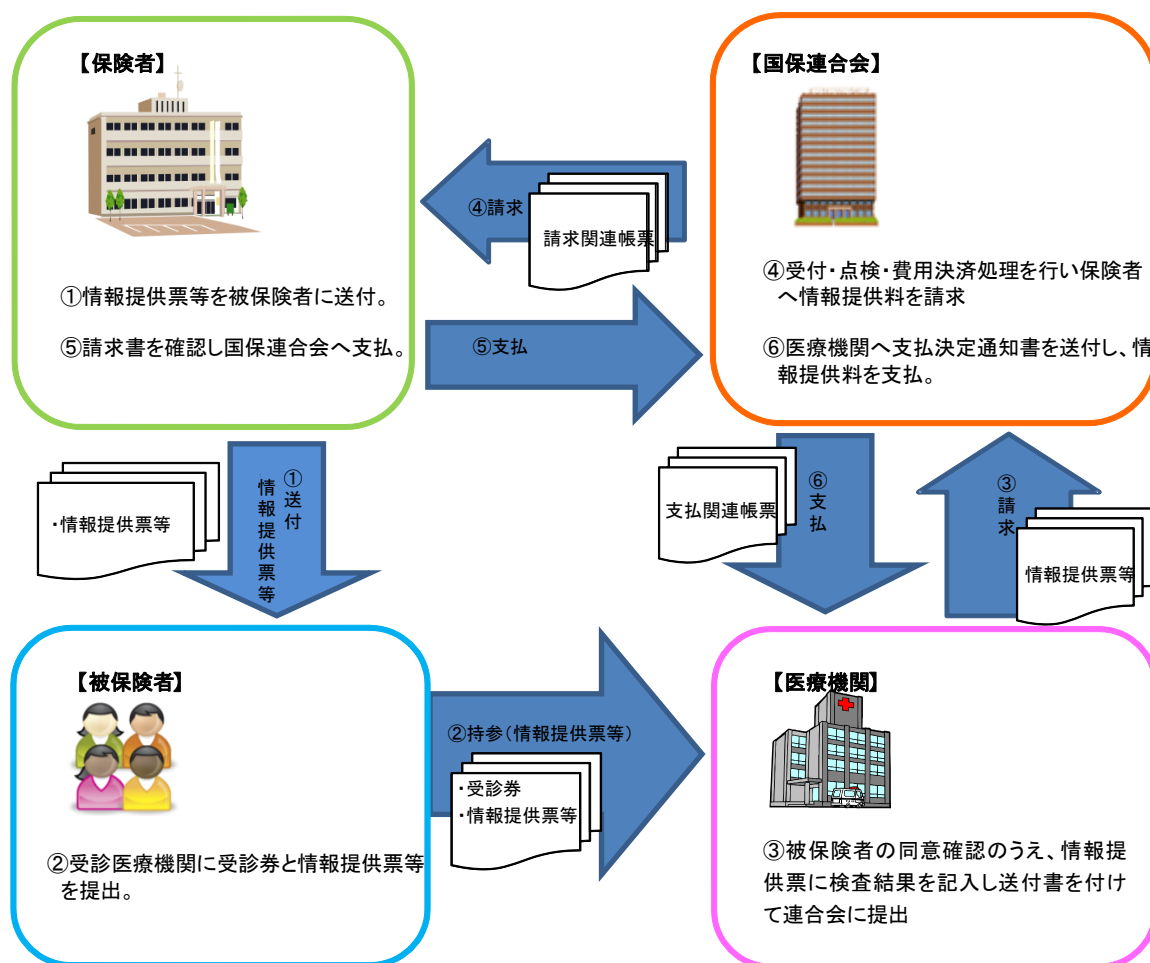 【保険者】
①情報提供票等を被保険者に送付。
⑤請求書を確認し国保連合会へ支払。
④請求
請求関連帳票
⑤支払
【国保連合会】
④受付・点検・費用決済処理を行い保険者
へ情報提供料を請求
⑥医療機関へ支払決定通知書を送付し、情
報提供料を支払。
・情報提供票等
①送付
情報提供票等
支払関連帳票
⑥支払
③請求
情報提供票等
【被保険者】
②受診医療機関に受診券と情報提供票等
を提出。
②持参（情報提供票等）
・受診券
・情報提供票等
【医療機関】
③被保険者の同意確認のうえ、情報提
供票に検査結果を記入し送付書を付け
て連合会に提出